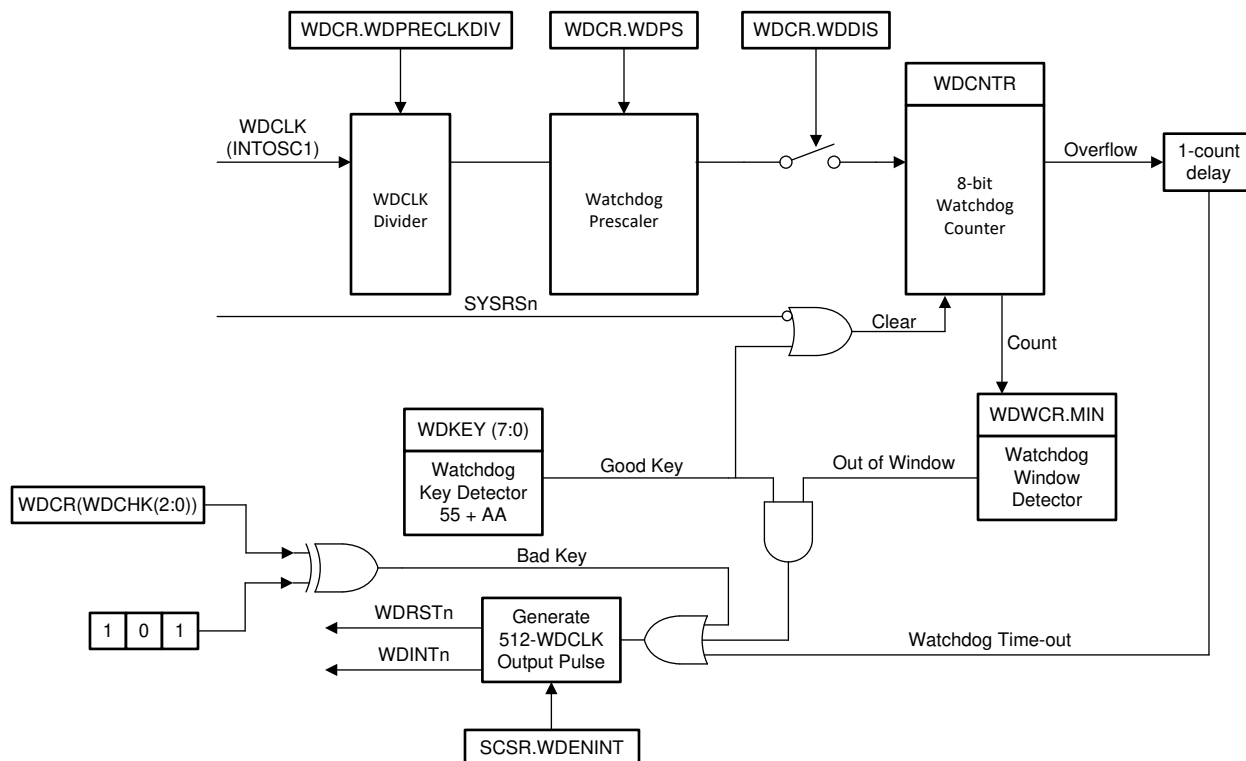 WDCR.WDPRECLKDIV
WDCR.WDPS
WDCR.WDDIS
WDCNTR
WDCLK
(INTOSC1)
WDCLK
Divider
Watchdog
Prescaler
8-bit
Watchdog
Counter
Overflow
1-count
delay
SYSRSn
Clear
Count
WDKEY (7:0)
Watchdog
Key Detector
55 + AA
Good Key
Out of Window
WDWCR.MIN
Watchdog
Window
Detector
WDCR(WDCHK(2:0))
Bad Key
1 0 1
WDRSTn
WDINTn
Generate
512-WDCLK
Output Pulse
Watchdog Time-out
SCSR.WDENINT